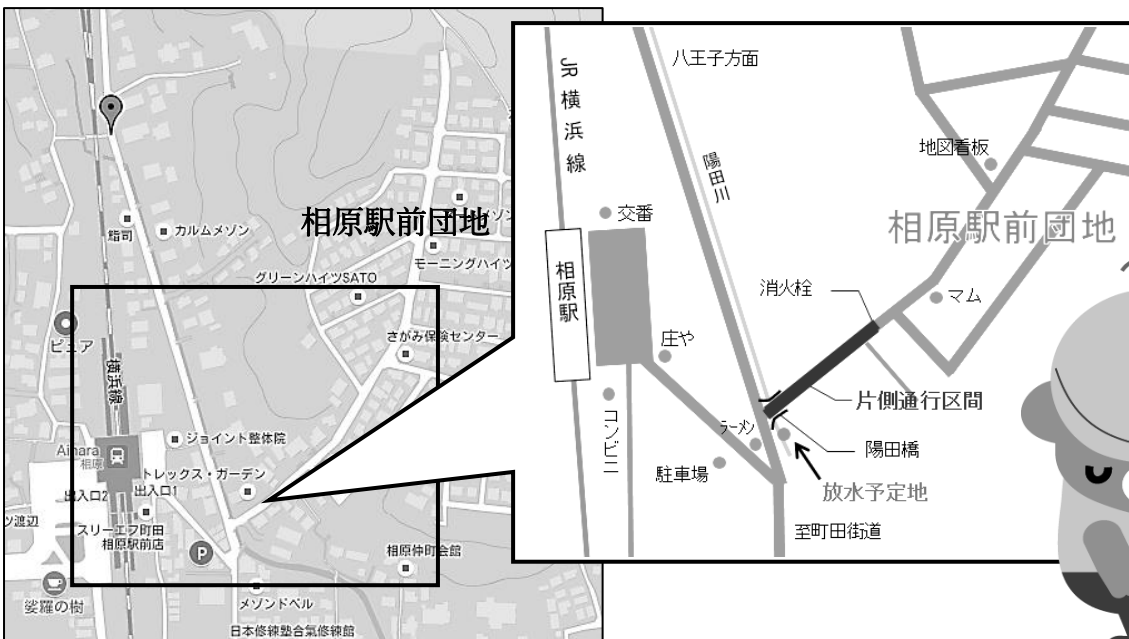 鮨司
カルムメゾン
相原駅前団地
グリーンハイツSATO
モーニングハイツ
さがみ保険センター
ピュア
横浜線
Aihara
相原
ジョイント整体院
トレックス・ガーデン
出入口2
出入口1
ツ渡辺
スリーエフ町田
相原駅前店
P
相原仲町会館
娑羅の樹
メゾンドベル
日本修練塾合氣修練館
JR横浜線
八王子方面
陽田川
地図看板
交番
相原駅前団地
相原駅
消火栓
マム
庄や
片側通行区間
コンビニ
ラーメン
陽田橋
駐車場
放水予定地
至町田街道